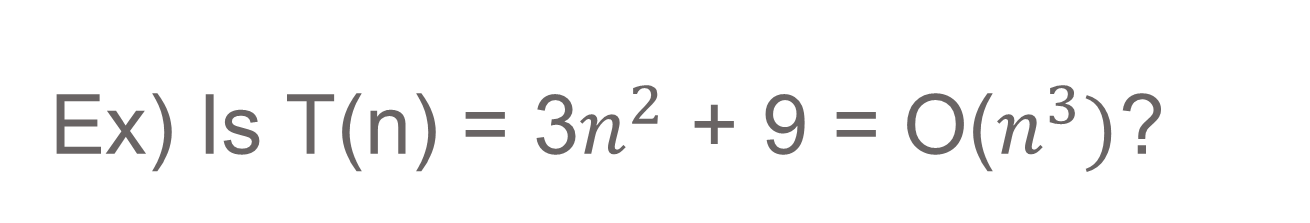 Ex) Is T(n) = 3n² + 9 = O(n³)?